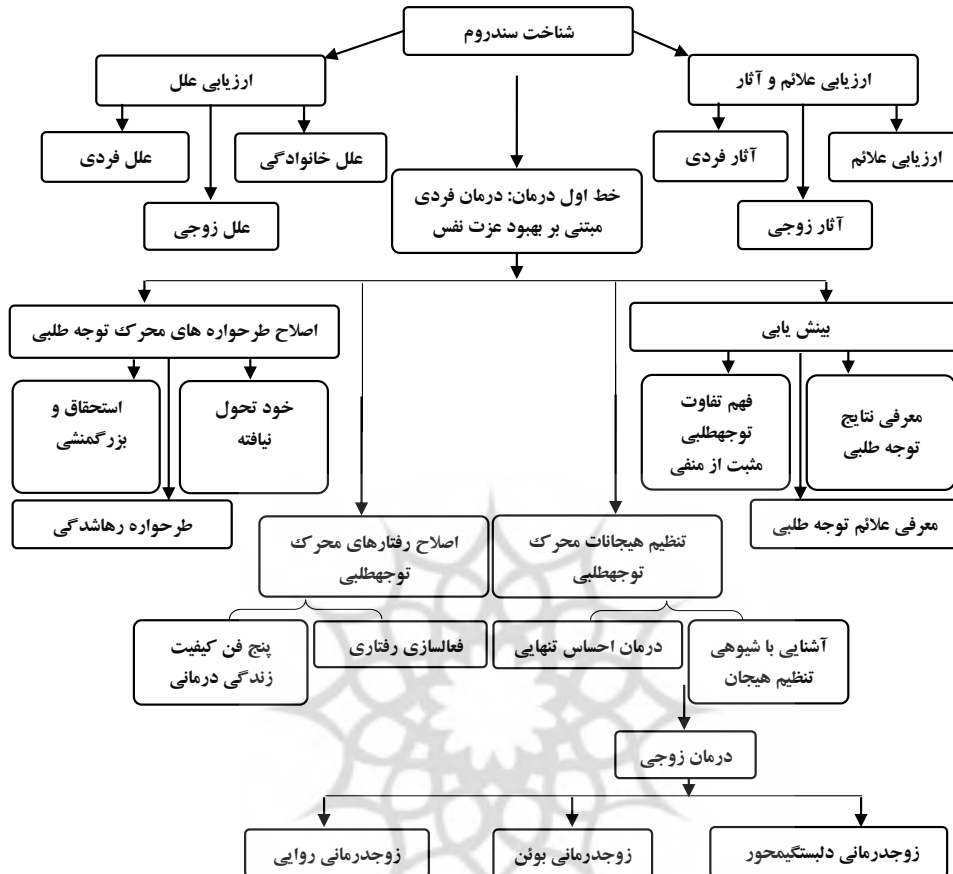 شناخت سندروم
ارزیابی علائم و آثار
ارزیابی علل
ارزیابی علائم
آثار فردی
آثار زوجی
علل خانوادگی
علل فردی
علل زوجی
خط اول درمان: درمان فردی
مبتنی بر بهبود عزت نفس
بینش یابی
اصلاح طرحواره های محرک توجه طلبی
معرفی نتایج
توجه طلبی
فهم تفاوت
توجهطلبی
مثبت از منفی
معرفی علائم توجه طلبی
خود تحول
نیافته
استحقاق و
بزرگمنشی
طرحواره رهاشدگی
تنظیم هیجانات محرک
توجهطلبی
اصلاح رفتارهای محرک
توجهطلبی
آشنایی با شیوهی
تنظیم هیجان
درمان احساس تنهایی
فعالسازی رفتاری
پنج فن کیفیت
زندگی درمانی
درمان زوجی
زوجدرمانی دلبستگیمحور
زوجدرمانی بوئن
زوجدرمانی روایی